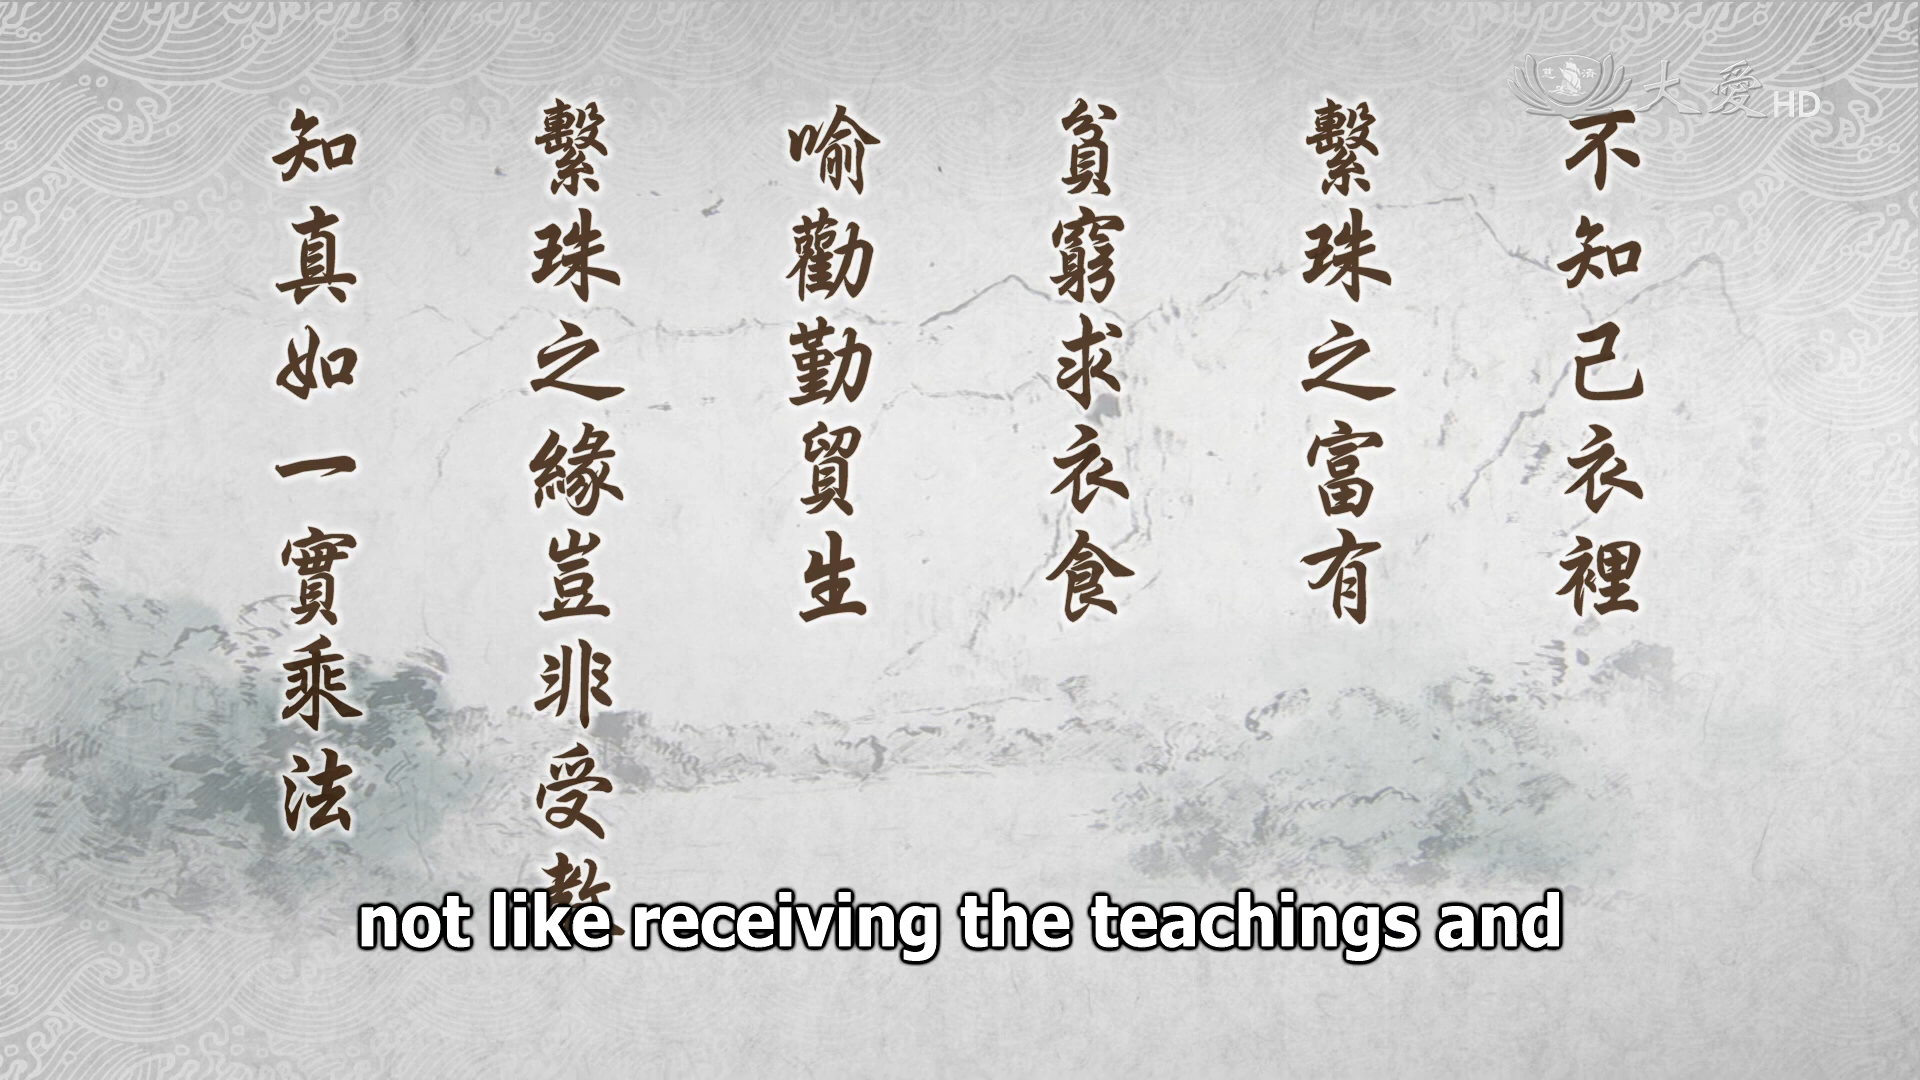 大愛HD
慈濟
不知己衣裡
繫珠之富有
貧窮求衣食
喻勸勤貿生
繫珠之緣豈非受教
知真如一實乘法
not like receiving the teachings and